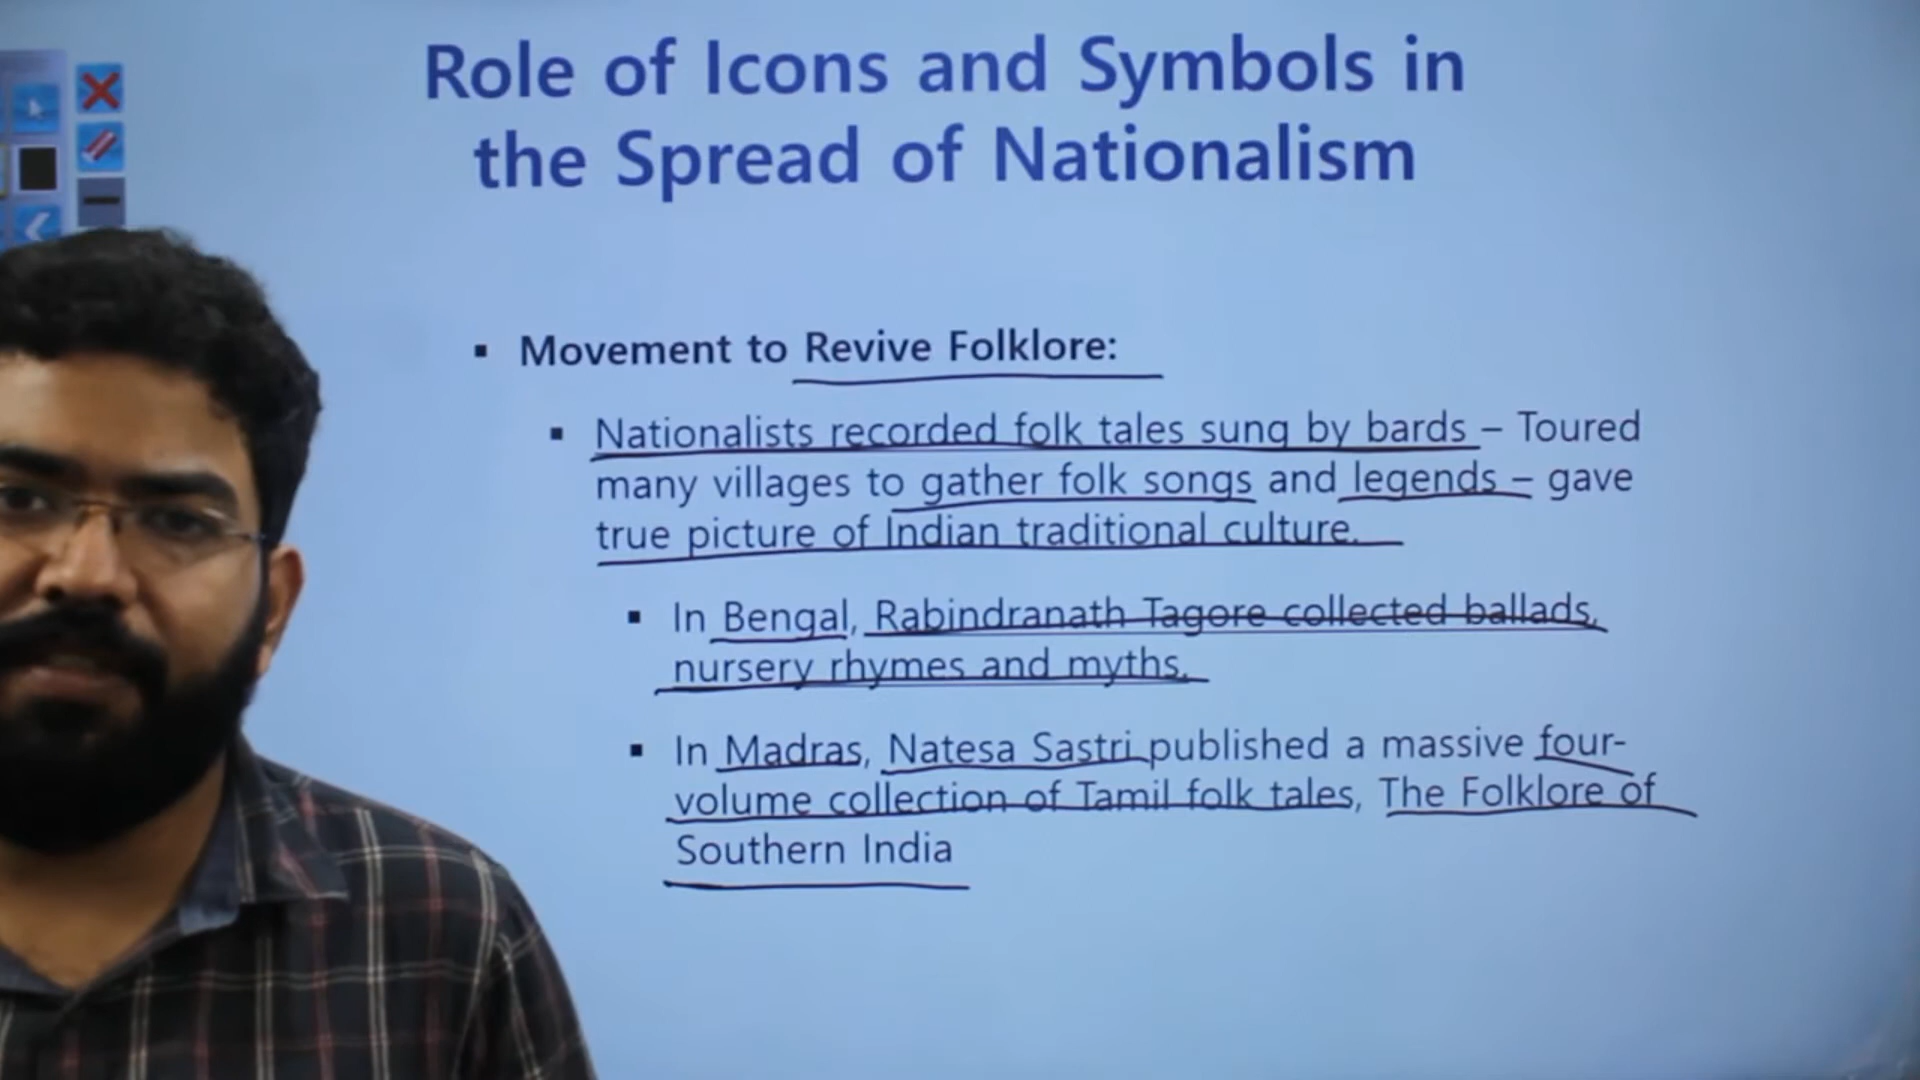 Role of Icons and Symbols in
the Spread of Nationalism
▪ Movement to Revive Folklore:
▪ Nationalists recorded folk tales sung by bards – Toured
many villages to gather folk songs and legends – gave
true picture of Indian traditional culture.
▪ In Bengal, Rabindranath Tagore collected ballads,
nursery rhymes and myths.
▪ In Madras, Natesa Sastri published a massive four-
volume collection of Tamil folk tales, The Folklore of
Southern India